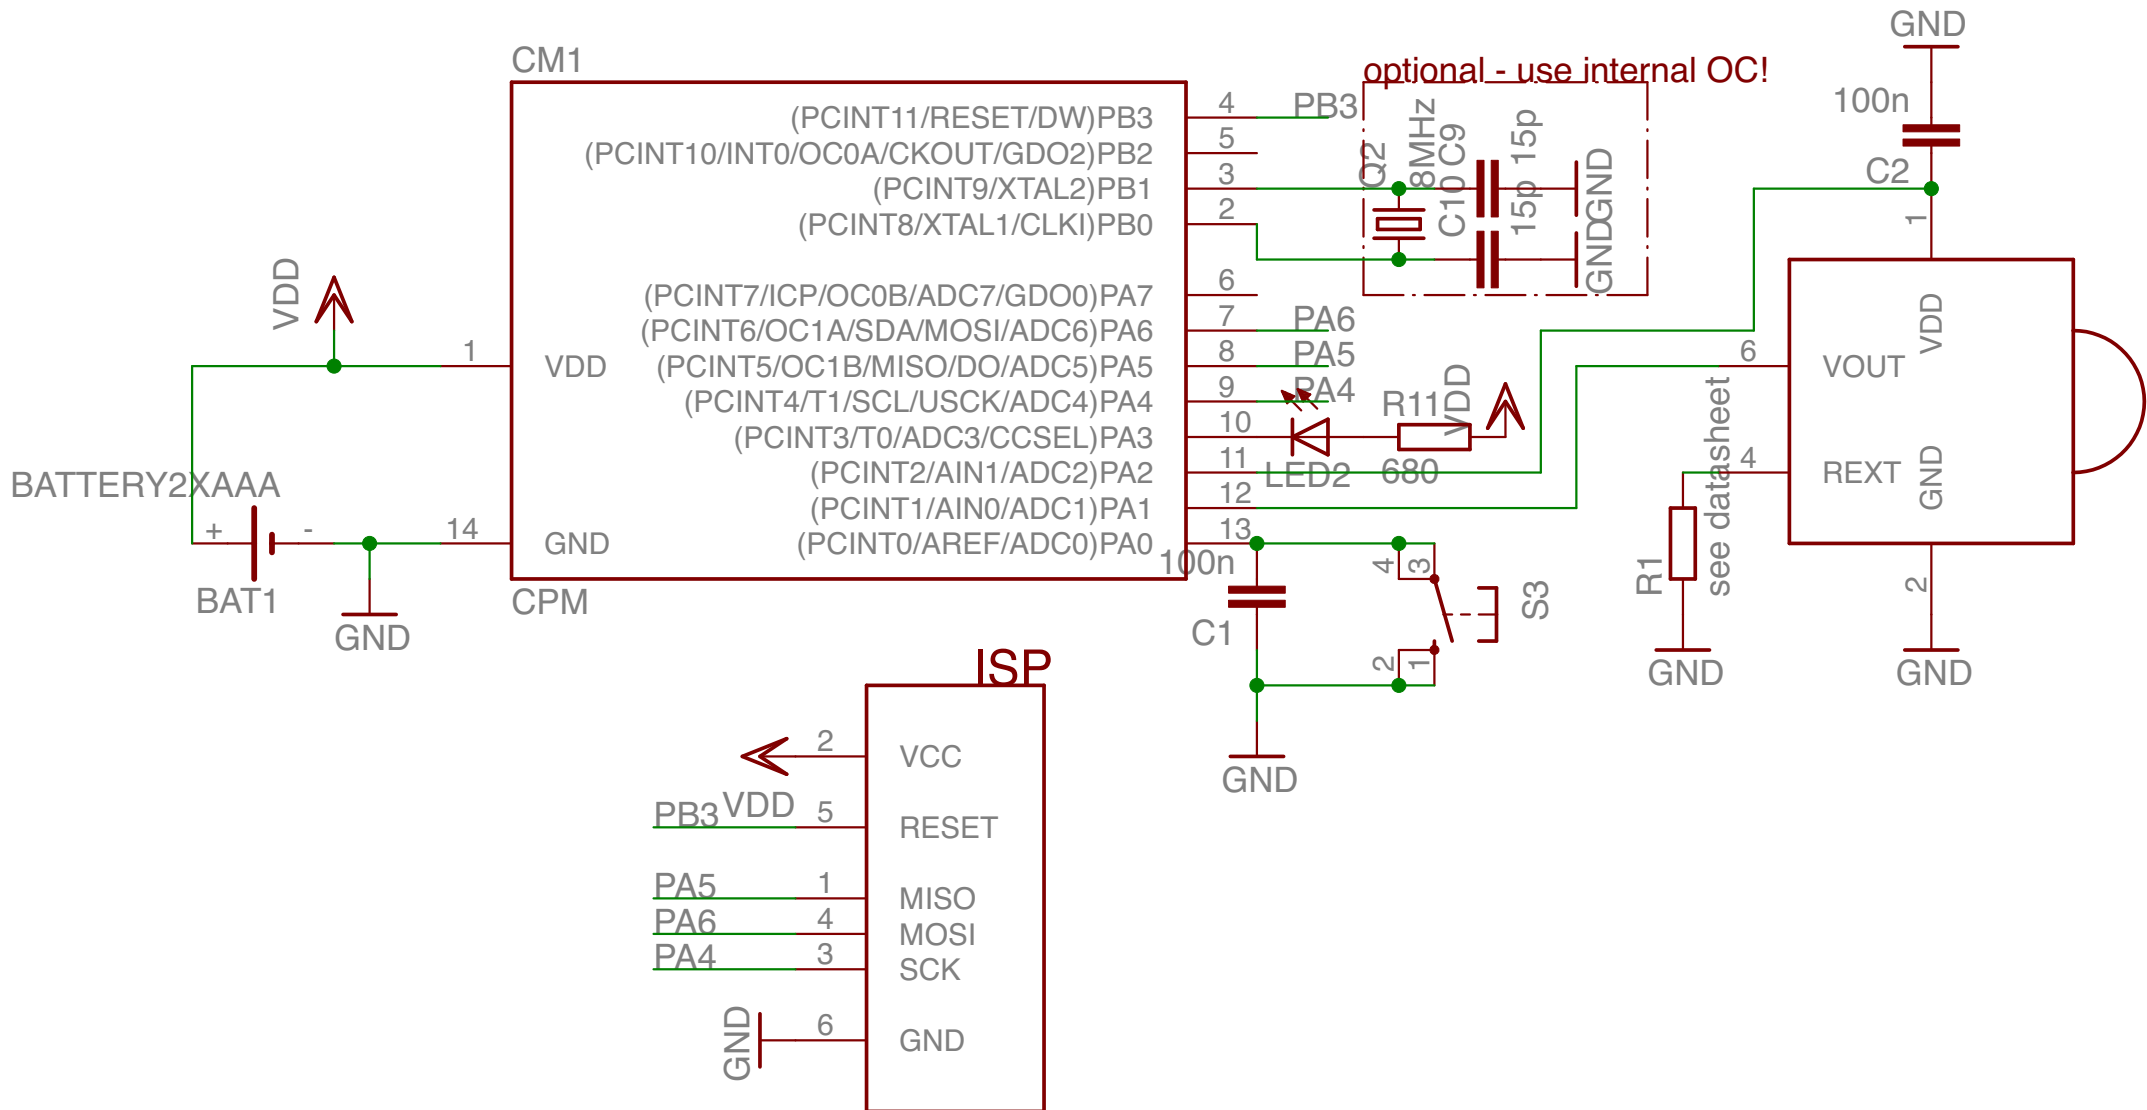 GND
CM1
optional - use internal OC!
100n
C2
1
(PCINT11/RESET/DW)PB3
4
PB3
(PCINT10/INT0/OC0A/CKOUT/GDO2)PB2
5
(PCINT9/XTAL2)PB1
3
(PCINT8/XTAL1/CLKI)PB0
2
Q2
8MHz
C10 C9
15p 15p
GND
GND
(PCINT7/ICP/OC0B/ADC7/GDO0)PA7
6
(PCINT6/OC1A/SDA/MOSI/ADC6)PA6
7
PA6
(PCINT5/OC1B/MISO/DO/ADC5)PA5
8
PA5
(PCINT4/T1/SCL/USCK/ADC4)PA4
9
PA4
(PCINT3/T0/ADC3/CCSEL)PA3
10
LED2
R11
680
VDD
(PCINT2/AIN1/ADC2)PA2
11
(PCINT1/AIN0/ADC1)PA1
12
(PCINT0/AREF/ADC0)PA0
13
VDD
1
VDD
BATTERY2XAAA
+
-
14
GND
BAT1
GND
CPM
100n
C1
4
3
2
1
S3
GND
6
VOUT
VDD
4
REXT
GND
see datasheet
R1
GND
2
GND
ISP
2
VCC
VDD
PB3
5
RESET
PA5
1
MISO
PA6
4
MOSI
PA4
3
SCK
GND
6
GND